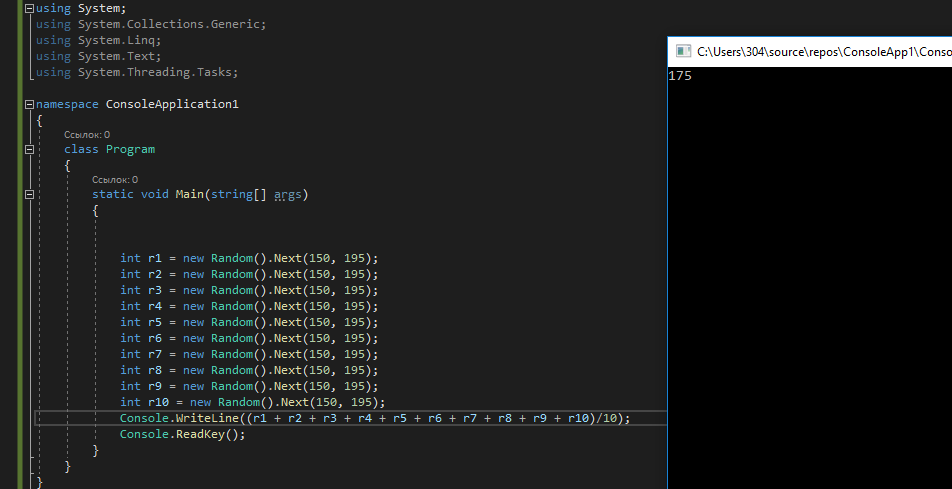 using System;
using System.Collections.Generic;
using System.Linq;
using System.Text;
using System.Threading.Tasks;
namespace ConsoleApplication1
{
Ссылок: 0
class Program
{
Ссылок: 0
static void Main(string[] args)
{
int r1 = new Random().Next(150, 195);
int r2 = new Random().Next(150, 195);
int r3 = new Random().Next(150, 195);
int r4 = new Random().Next(150, 195);
int r5 = new Random().Next(150, 195);
int r6 = new Random().Next(150, 195);
int r7 = new Random().Next(150, 195);
int r8 = new Random().Next(150, 195);
int r9 = new Random().Next(150, 195);
int r10 = new Random().Next(150, 195);
Console.WriteLine((r1 + r2 + r3 + r4 + r5 + r6 + r7 + r8 + r9 + r10)/10);
Console.ReadKey();
}
}
}
C:\Users\304\source\repos\ConsoleApp1\Conso
175